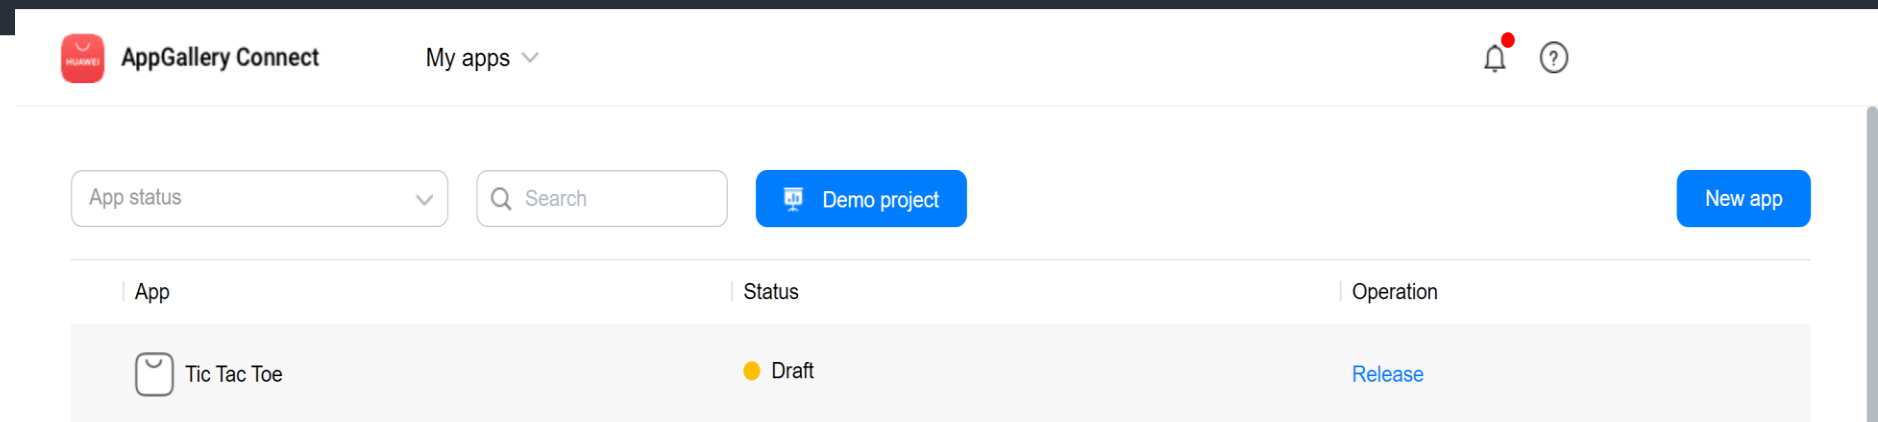 HUAWEI AppGallery Connect My apps
App status Search Demo project New app
App Status Operation
Tic Tac Toe Draft Release